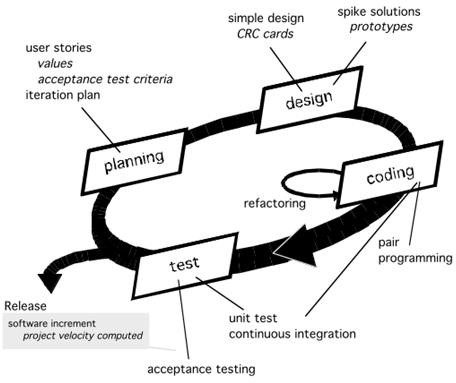 simple design
CRC cards
spike solutions
prototypes
user stories
values
acceptance test criteria
iteration plan
design
planning
coding
refactoring
pair
programming
test
unit test
continuous integration
Release
software increment
project velocity computed
acceptance testing